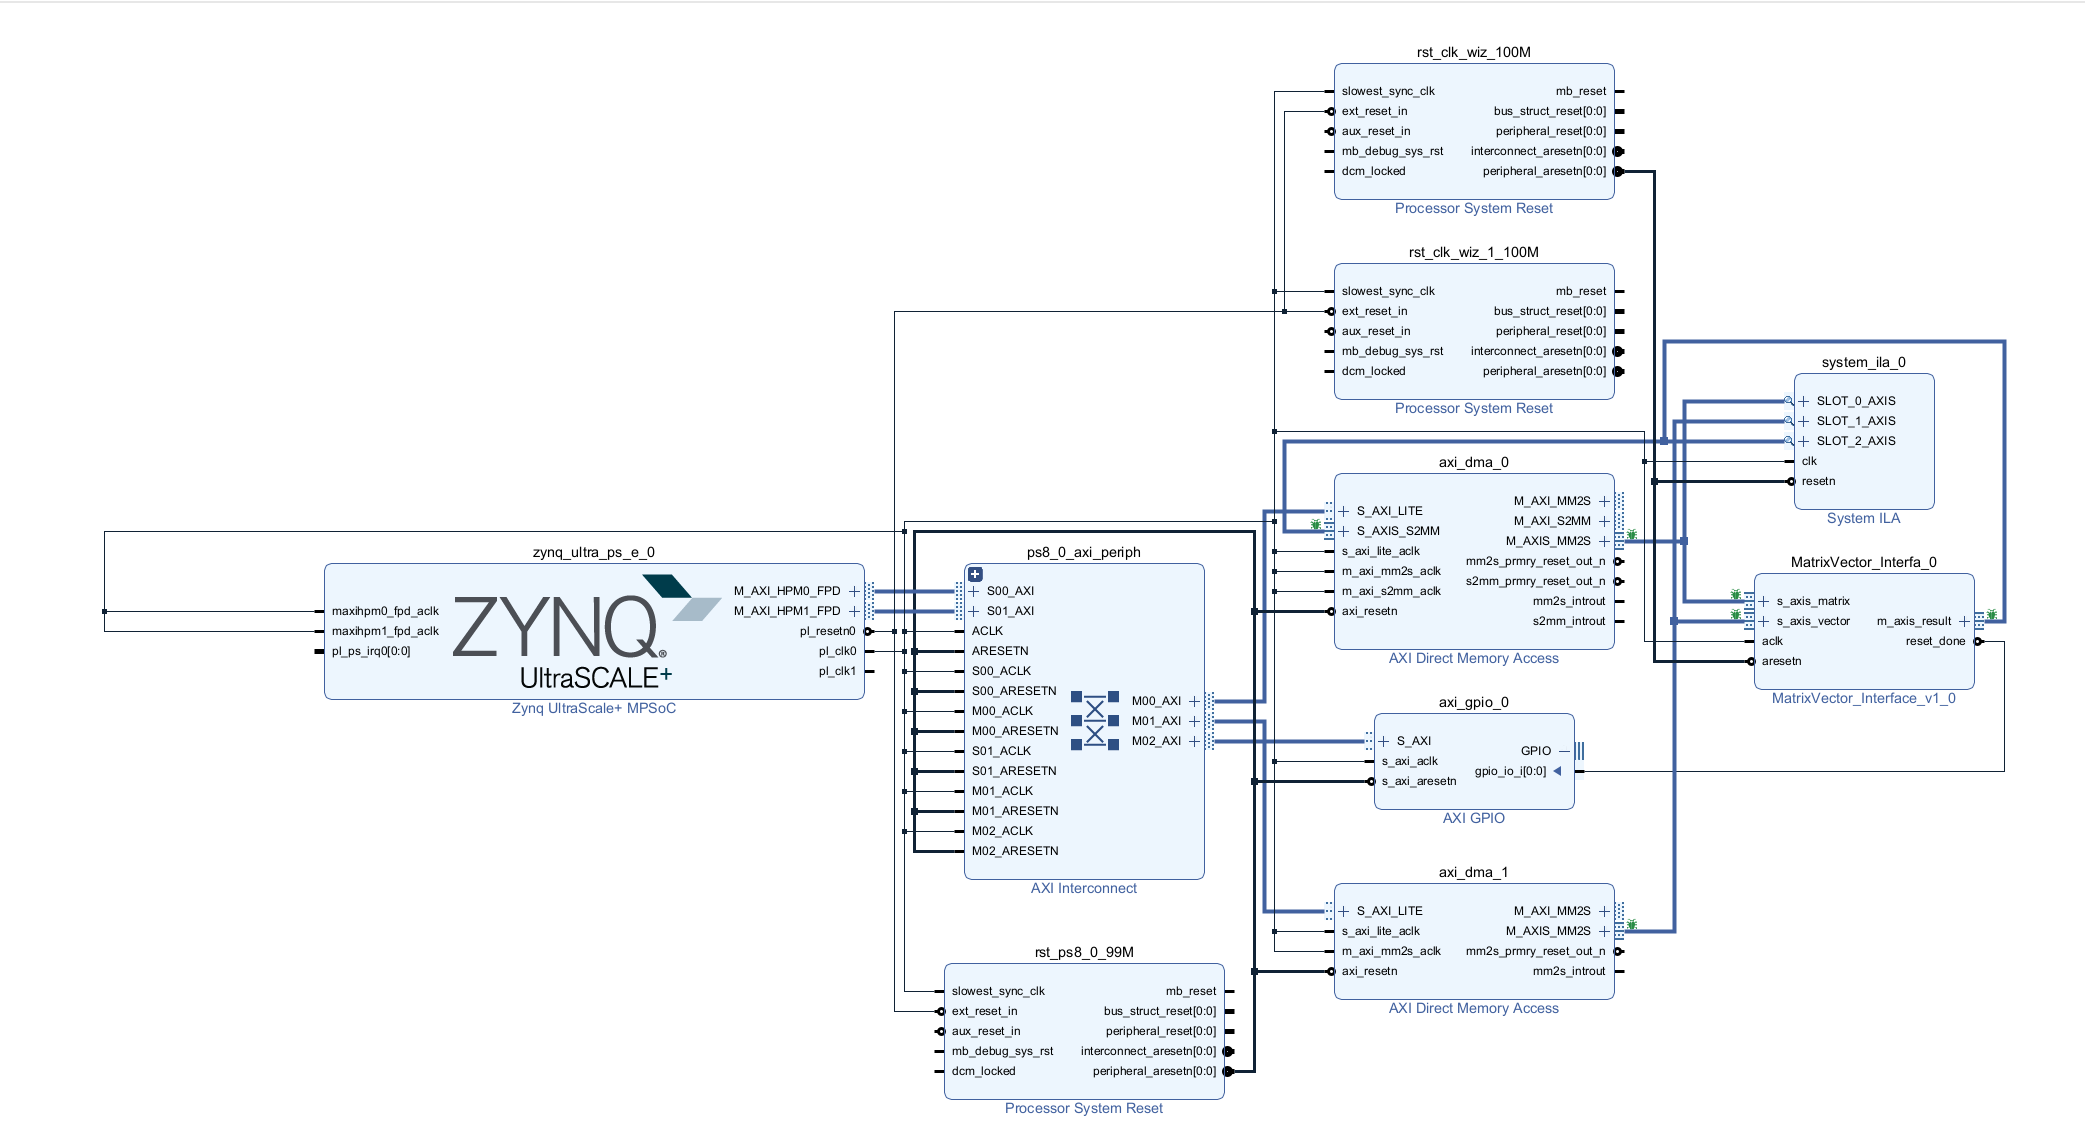 rst_clk_wiz_100M
slowest_sync_clk
mb_reset
ext_reset_in
bus_struct_reset[0:0]
aux_reset_in
peripheral_reset[0:0]
mb_debug_sys_rst
interconnect_aresetn[0:0]
dcm_locked
peripheral_aresetn[0:0]
Processor System Reset
rst_clk_wiz_1_100M
slowest_sync_clk
mb_reset
ext_reset_in
bus_struct_reset[0:0]
aux_reset_in
peripheral_reset[0:0]
mb_debug_sys_rst
interconnect_aresetn[0:0]
dcm_locked
peripheral_aresetn[0:0]
Processor System Reset
system_ila_0
SLOT_0_AXIS
SLOT_1_AXIS
SLOT_2_AXIS
clk
resetn
System ILA
axi_dma_0
S_AXI_LITE
S_AXIS_S2MM
s_axi_lite_aclk
m_axi_mm2s_aclk
m_axi_s2mm_aclk
axi_resetn
M_AXI_MM2S
M_AXI_S2MM
M_AXIS_MM2S
mm2s_prmry_reset_out_n
s2mm_prmry_reset_out_n
mm2s_introut
s2mm_introut
AXI Direct Memory Access
zynq_ultra_ps_e_0
maxihpm0_fpd_aclk
maxihpm1_fpd_aclk
pl_ps_irq0[0:0]
ZYNQ®
UltraSCALE+
M_AXI_HPM0_FPD
M_AXI_HPM1_FPD
pl_resetn0
pl_clk0
pl_clk1
Zynq UltraScale+ MPSoC
ps8_0_axi_periph
S00_AXI
S01_AXI
ACLK
ARESETN
S00_ACLK
S00_ARESETN
M00_ACLK
M00_ARESETN
S01_ACLK
S01_ARESETN
M01_ACLK
M01_ARESETN
M02_ACLK
M02_ARESETN
M00_AXI
M01_AXI
M02_AXI
AXI Interconnect
MatrixVector_Interfa_0
s_axis_matrix
s_axis_vector
aclk
aresetn
m_axis_result
reset_done
MatrixVector_Interface_v1_0
axi_gpio_0
S_AXI
s_axi_aclk
s_axi_aresetn
GPIO
gpio_io_i[0:0]
AXI GPIO
axi_dma_1
S_AXI_LITE
s_axi_lite_aclk
m_axi_mm2s_aclk
axi_resetn
M_AXI_MM2S
M_AXIS_MM2S
mm2s_prmry_reset_out_n
mm2s_introut
AXI Direct Memory Access
rst_ps8_0_99M
slowest_sync_clk
mb_reset
ext_reset_in
bus_struct_reset[0:0]
aux_reset_in
peripheral_reset[0:0]
mb_debug_sys_rst
interconnect_aresetn[0:0]
dcm_locked
peripheral_aresetn[0:0]
Processor System Reset